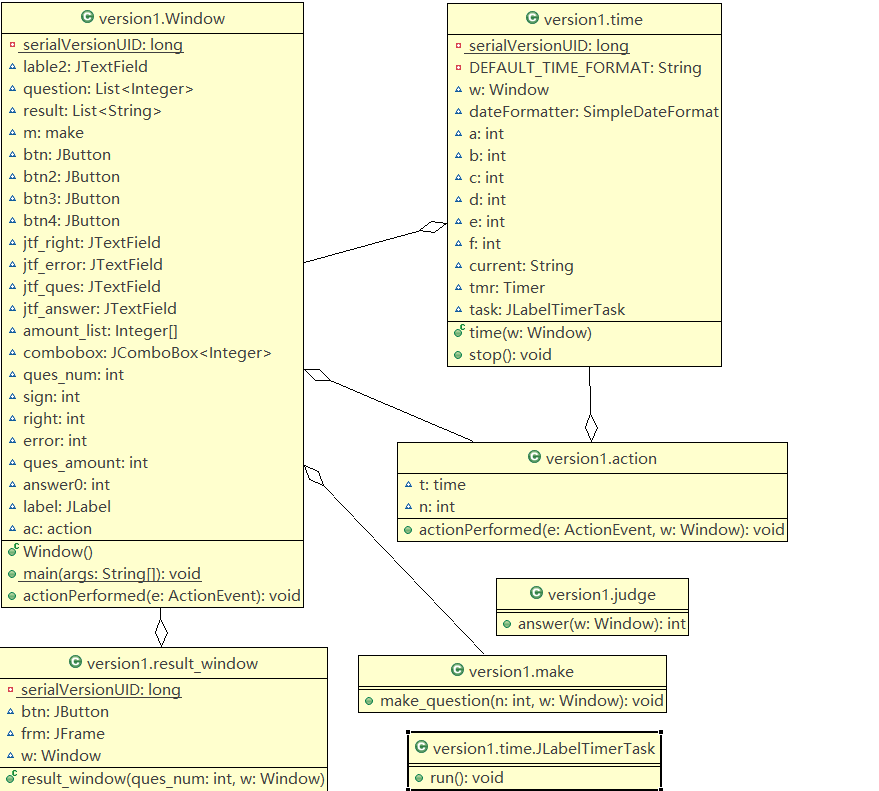 version1.Window
serialVersionUID: long
lable2: JTextField
question: List<Integer>
result: List<String>
m: make
btn: JButton
btn2: JButton
btn3: JButton
btn4: JButton
jtf_right: JTextField
jtf_error: JTextField
jtf_ques: JTextField
jtf_answer: JTextField
amount_list: Integer[]
combobox: JComboBox<Integer>
ques_num: int
sign: int
right: int
error: int
ques_amount: int
answer0: int
label: JLabel
ac: action
Window()
main(args: String[]): void
actionPerformed(e: ActionEvent): void
version1.time
serialVersionUID: long
DEFAULT_TIME_FORMAT: String
w: Window
dateFormatter: SimpleDateFormat
a: int
b: int
c: int
d: int
e: int
f: int
current: String
tmr: Timer
task: JLabelTimerTask
time(w: Window)
stop(): void
version1.action
t: time
n: int
actionPerformed(e: ActionEvent, w: Window): void
version1.judge
answer(w: Window): int
version1.result_window
serialVersionUID: long
btn: JButton
frm: JFrame
w: Window
result_window(ques_num: int, w: Window)
version1.make
make_question(n: int, w: Window): void
version1.time.JLabelTimerTask
run(): void